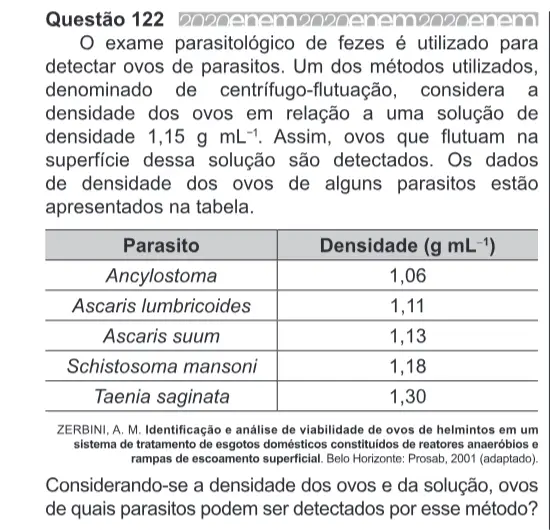 Questão 122 2020enem2020enem2020enem
O exame parasitológico de fezes é utilizado para
detectar ovos de parasitos. Um dos métodos utilizados,
denominado de centrífugo-flutuação, considera a
densidade dos ovos em relação a uma solução de
densidade 1,15 g mL⁻¹. Assim, ovos que flutuam na
superfície dessa solução são detectados. Os dados
de densidade dos ovos de alguns parasitos estão
apresentados na tabela.
Parasito Densidade (g mL⁻¹)
Ancylostoma 1,06
Ascaris lumbricoides 1,11
Ascaris suum 1,13
Schistosoma mansoni 1,18
Taenia saginata 1,30
ZERBINI, A. M. Identificação e análise de viabilidade de ovos de helmintos em um
sistema de tratamento de esgotos domésticos constituídos de reatores anaeróbios e
rampas de escoamento superficial. Belo Horizonte: Prosab, 2001 (adaptado).
Considerando-se a densidade dos ovos e da solução, ovos
de quais parasitos podem ser detectados por esse método?